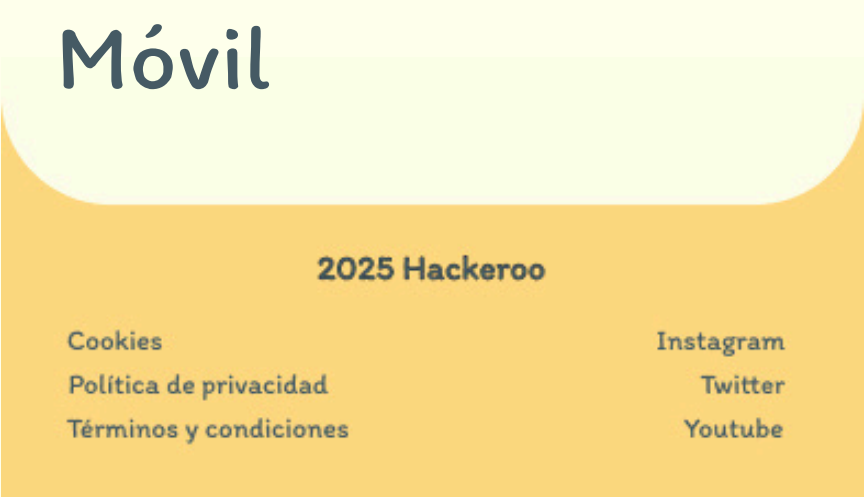 Móvil
2025 Hackeroo
Cookies
Instagram
Política de privacidad
Twitter
Términos y condiciones
Youtube